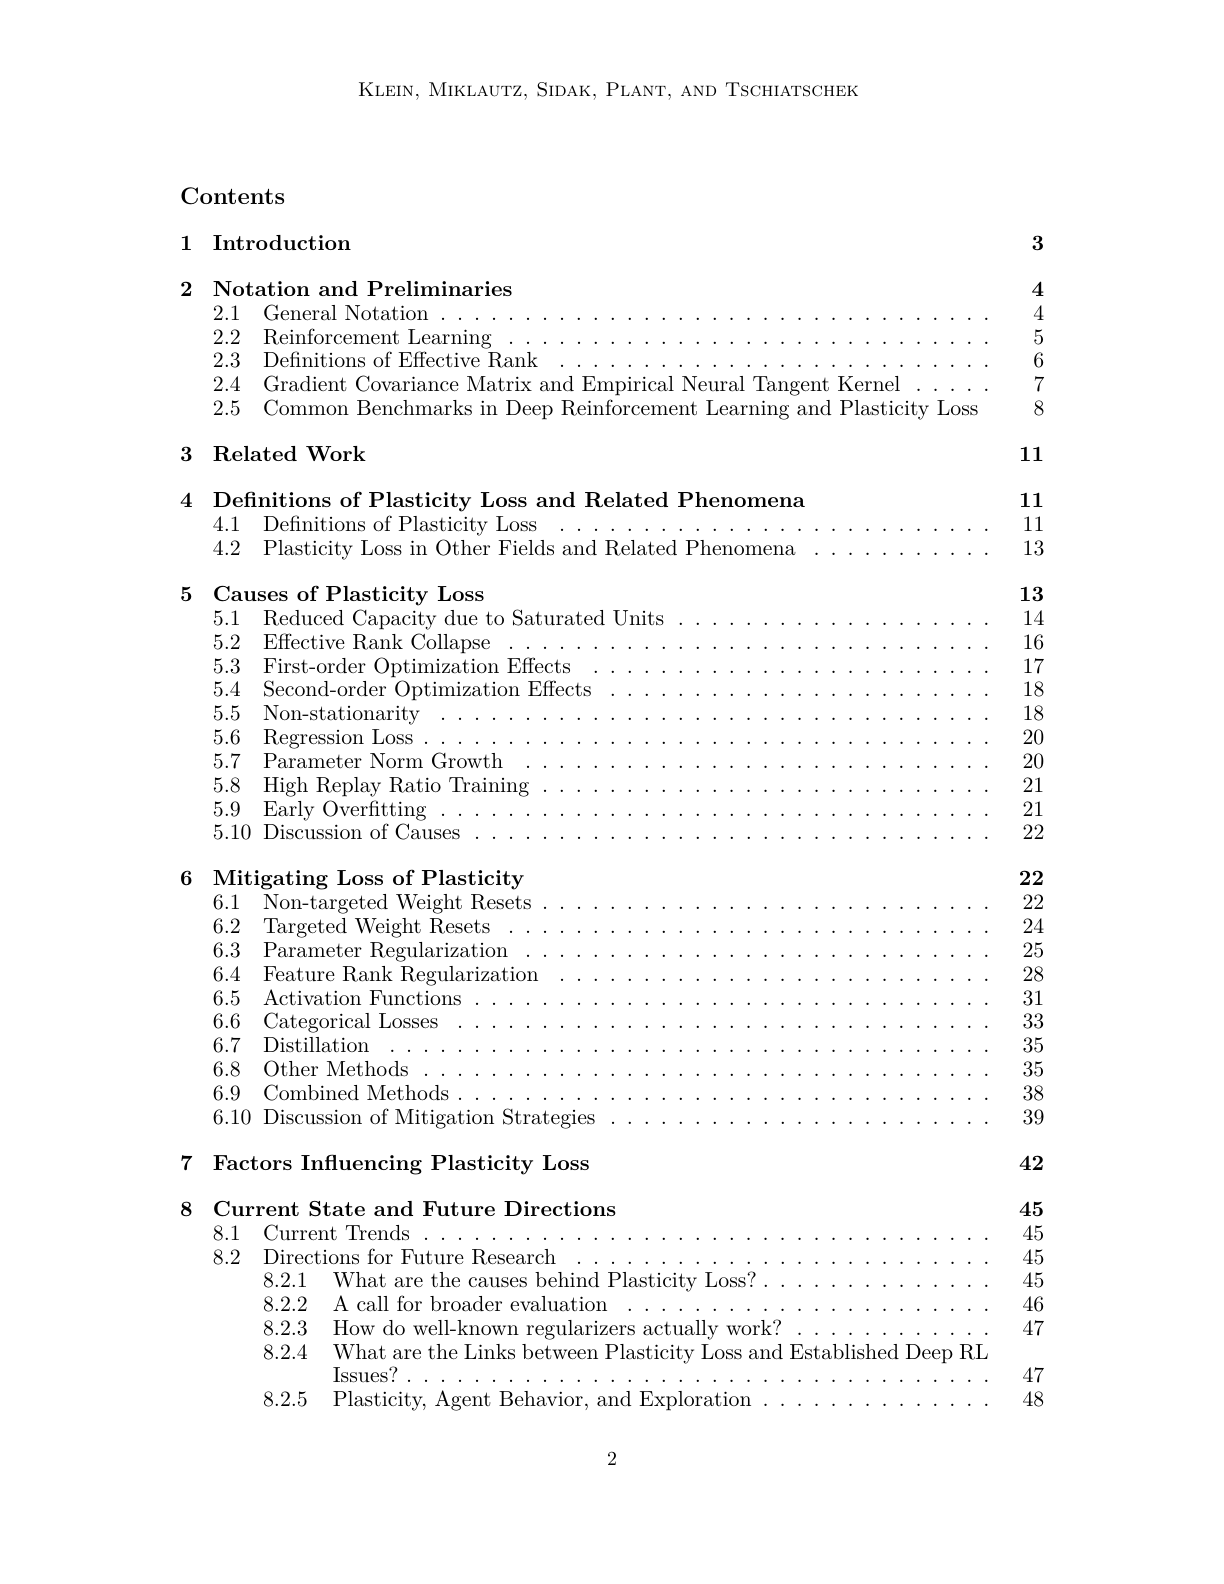 Klein, Miklautz, Sidak, Plant, and Tschiatschek
Contents
1 Introduction 3
2 Notation and Preliminaries 4
2.1 General Notation . . . . . . . . . . . . . . . . . . . . . . . . . . . . . . . . . 4
2.2 Reinforcement Learning . . . . . . . . . . . . . . . . . . . . . . . . . . . . . 5
2.3 Definitions of Effective Rank . . . . . . . . . . . . . . . . . . . . . . . . . . 6
2.4 Gradient Covariance Matrix and Empirical Neural Tangent Kernel . . . . . 7
2.5 Common Benchmarks in Deep Reinforcement Learning and Plasticity Loss 8
3 Related Work 11
4 Definitions of Plasticity Loss and Related Phenomena 11
4.1 Definitions of Plasticity Loss . . . . . . . . . . . . . . . . . . . . . . . . . . 11
4.2 Plasticity Loss in Other Fields and Related Phenomena . . . . . . . . . . . 13
5 Causes of Plasticity Loss 13
5.1 Reduced Capacity due to Saturated Units . . . . . . . . . . . . . . . . . . . 14
5.2 Effective Rank Collapse . . . . . . . . . . . . . . . . . . . . . . . . . . . . . 16
5.3 First-order Optimization Effects . . . . . . . . . . . . . . . . . . . . . . . . 17
5.4 Second-order Optimization Effects . . . . . . . . . . . . . . . . . . . . . . . 18
5.5 Non-stationarity . . . . . . . . . . . . . . . . . . . . . . . . . . . . . . . . . 18
5.6 Regression Loss . . . . . . . . . . . . . . . . . . . . . . . . . . . . . . . . . . 20
5.7 Parameter Norm Growth . . . . . . . . . . . . . . . . . . . . . . . . . . . . 20
5.8 High Replay Ratio Training . . . . . . . . . . . . . . . . . . . . . . . . . . . 21
5.9 Early Overfitting . . . . . . . . . . . . . . . . . . . . . . . . . . . . . . . . . 21
5.10 Discussion of Causes . . . . . . . . . . . . . . . . . . . . . . . . . . . . . . . 22
6 Mitigating Loss of Plasticity 22
6.1 Non-targeted Weight Resets . . . . . . . . . . . . . . . . . . . . . . . . . . . 22
6.2 Targeted Weight Resets . . . . . . . . . . . . . . . . . . . . . . . . . . . . . 24
6.3 Parameter Regularization . . . . . . . . . . . . . . . . . . . . . . . . . . . . 25
6.4 Feature Rank Regularization . . . . . . . . . . . . . . . . . . . . . . . . . . 28
6.5 Activation Functions . . . . . . . . . . . . . . . . . . . . . . . . . . . . . . . 31
6.6 Categorical Losses . . . . . . . . . . . . . . . . . . . . . . . . . . . . . . . . 33
6.7 Distillation . . . . . . . . . . . . . . . . . . . . . . . . . . . . . . . . . . . . 35
6.8 Other Methods . . . . . . . . . . . . . . . . . . . . . . . . . . . . . . . . . . 35
6.9 Combined Methods . . . . . . . . . . . . . . . . . . . . . . . . . . . . . . . . 38
6.10 Discussion of Mitigation Strategies . . . . . . . . . . . . . . . . . . . . . . . 39
7 Factors Influencing Plasticity Loss 42
8 Current State and Future Directions 45
8.1 Current Trends . . . . . . . . . . . . . . . . . . . . . . . . . . . . . . . . . . 45
8.2 Directions for Future Research . . . . . . . . . . . . . . . . . . . . . . . . . 45
8.2.1 What are the causes behind Plasticity Loss? . . . . . . . . . . . . . . 45
8.2.2 A call for broader evaluation . . . . . . . . . . . . . . . . . . . . . . 46
8.2.3 How do well-known regularizers actually work? . . . . . . . . . . . . 47
8.2.4 What are the Links between Plasticity Loss and Established Deep RL
Issues? . . . . . . . . . . . . . . . . . . . . . . . . . . . . . . . . . . . 47
8.2.5 Plasticity, Agent Behavior, and Exploration . . . . . . . . . . . . . . 48
2